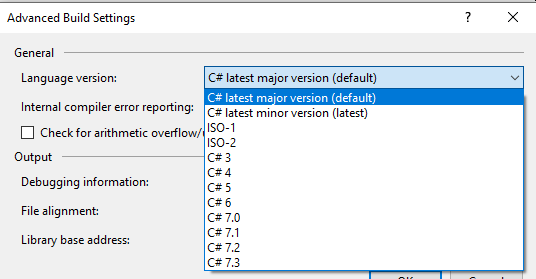 Advanced Build Settings
?
General
Language version:
C# latest major version (default)
C# latest major version (default)
C# latest minor version (latest)
ISO-1
ISO-2
C# 3
C# 4
C# 5
C# 6
C# 7.0
C# 7.1
C# 7.2
C# 7.3
Internal compiler error reporting:
Check for arithmetic overflow/
Output
Debugging information:
File alignment:
Library base address: